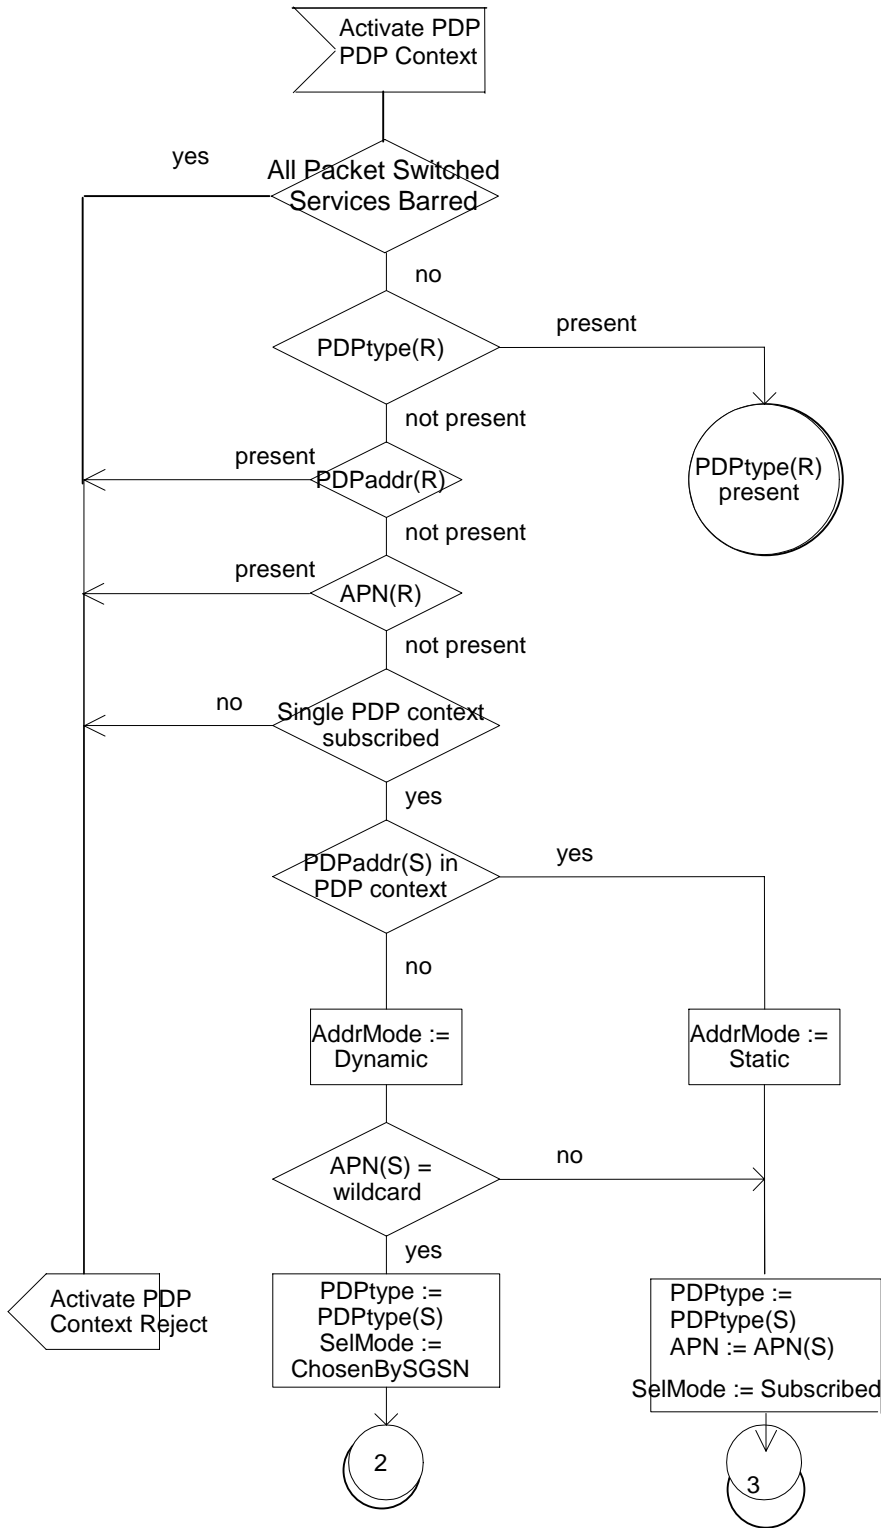 Activate PDP
PDP Context
yes
All Packet Switched
Services Barred
no
present
PDPtype(R)
not present
present
PDPaddr(R)
PDPtype(R)
present
not present
present
APN(R)
not present
no
Single PDP context
subscribed
yes
PDPaddr(S) in
PDP context
yes
no
AddrMode :=
Dynamic
AddrMode :=
Static
APN(S) =
wildcard
no
yes
Activate PDP
Context Reject
PDPtype :=
PDPtype(S)
SelMode :=
ChosenBySGSN
PDPtype :=
PDPtype(S)
APN := APN(S)
SelMode := Subscribed
2
3